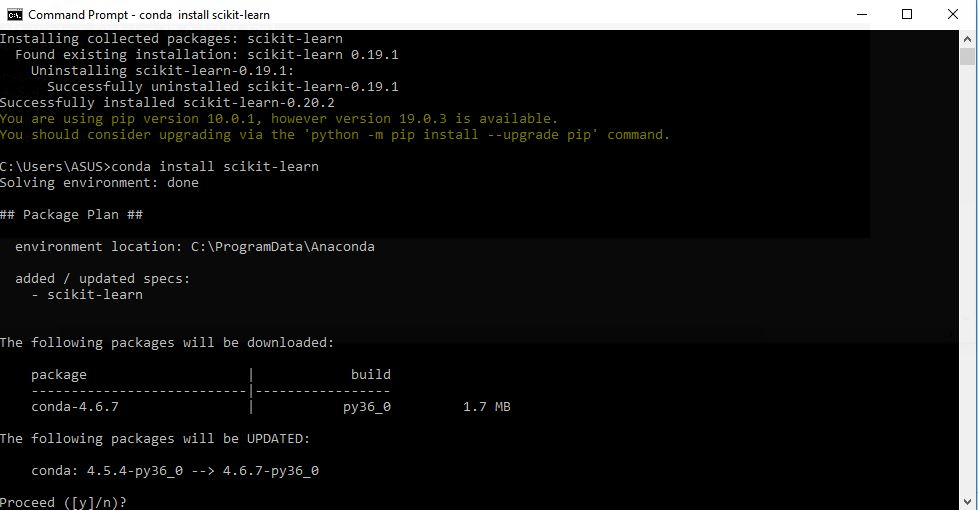 Command Prompt - conda  install scikit-learn
Installing collected packages: scikit-learn
  Found existing installation: scikit-learn 0.19.1
    Uninstalling scikit-learn-0.19.1:
      Successfully uninstalled scikit-learn-0.19.1
Successfully installed scikit-learn-0.20.2
You are using pip version 10.0.1, however version 19.0.3 is available.
You should consider upgrading via the 'python -m pip install --upgrade pip' command.
C:\Users\ASUS>conda install scikit-learn
Solving environment: done
## Package Plan ##
  environment location: C:\ProgramData\Anaconda
  added / updated specs:
    - scikit-learn
The following packages will be downloaded:
    package                    |            build
    ---------------------------|-----------------
    conda-4.6.7                |           py36_0         1.7 MB
The following packages will be UPDATED:
    conda: 4.5.4-py36_0 --> 4.6.7-py36_0
Proceed ([y]/n)?